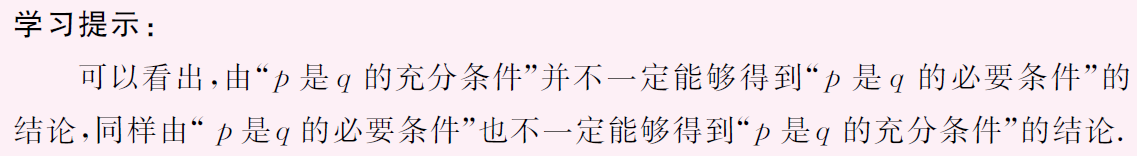 学习提示：
可以看出,由“p 是 q 的充分条件”并不一定能够得到“p 是 q 的必要条件”的
结论,同样由“ p 是 q 的必要条件”也不一定能够得到“p 是 q 的充分条件”的结论.